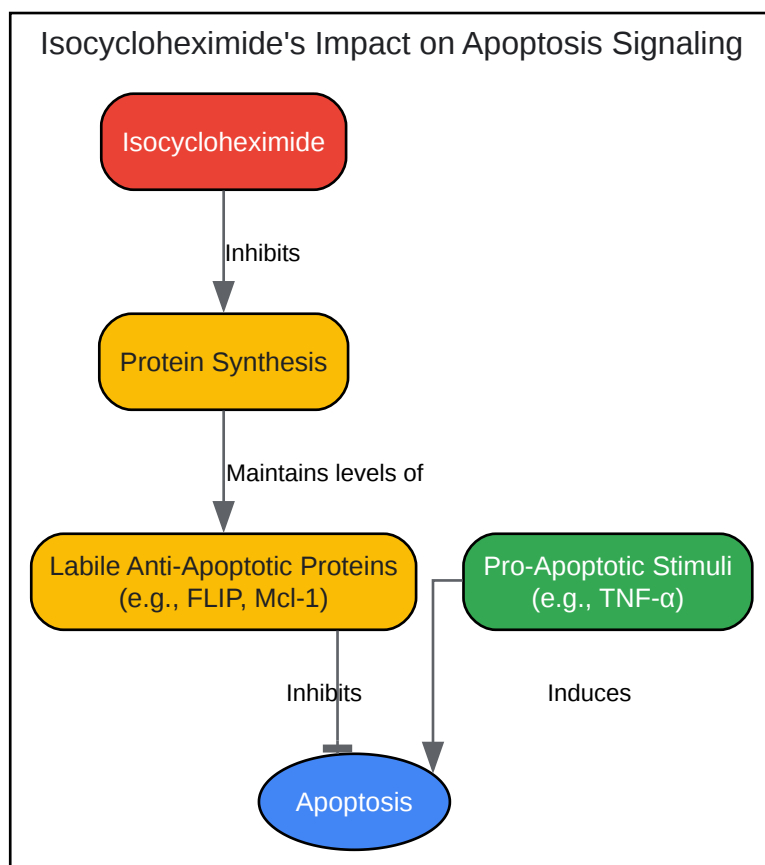 Isocycloheximide's Impact on Apoptosis Signaling
Isocycloheximide
Inhibits
Protein Synthesis
Maintains levels of
Labile Anti-Apoptotic Proteins
(e.g., FLIP, Mcl-1)
Pro-Apoptotic Stimuli
(e.g., TNF-α)
Inhibits
Induces
Apoptosis